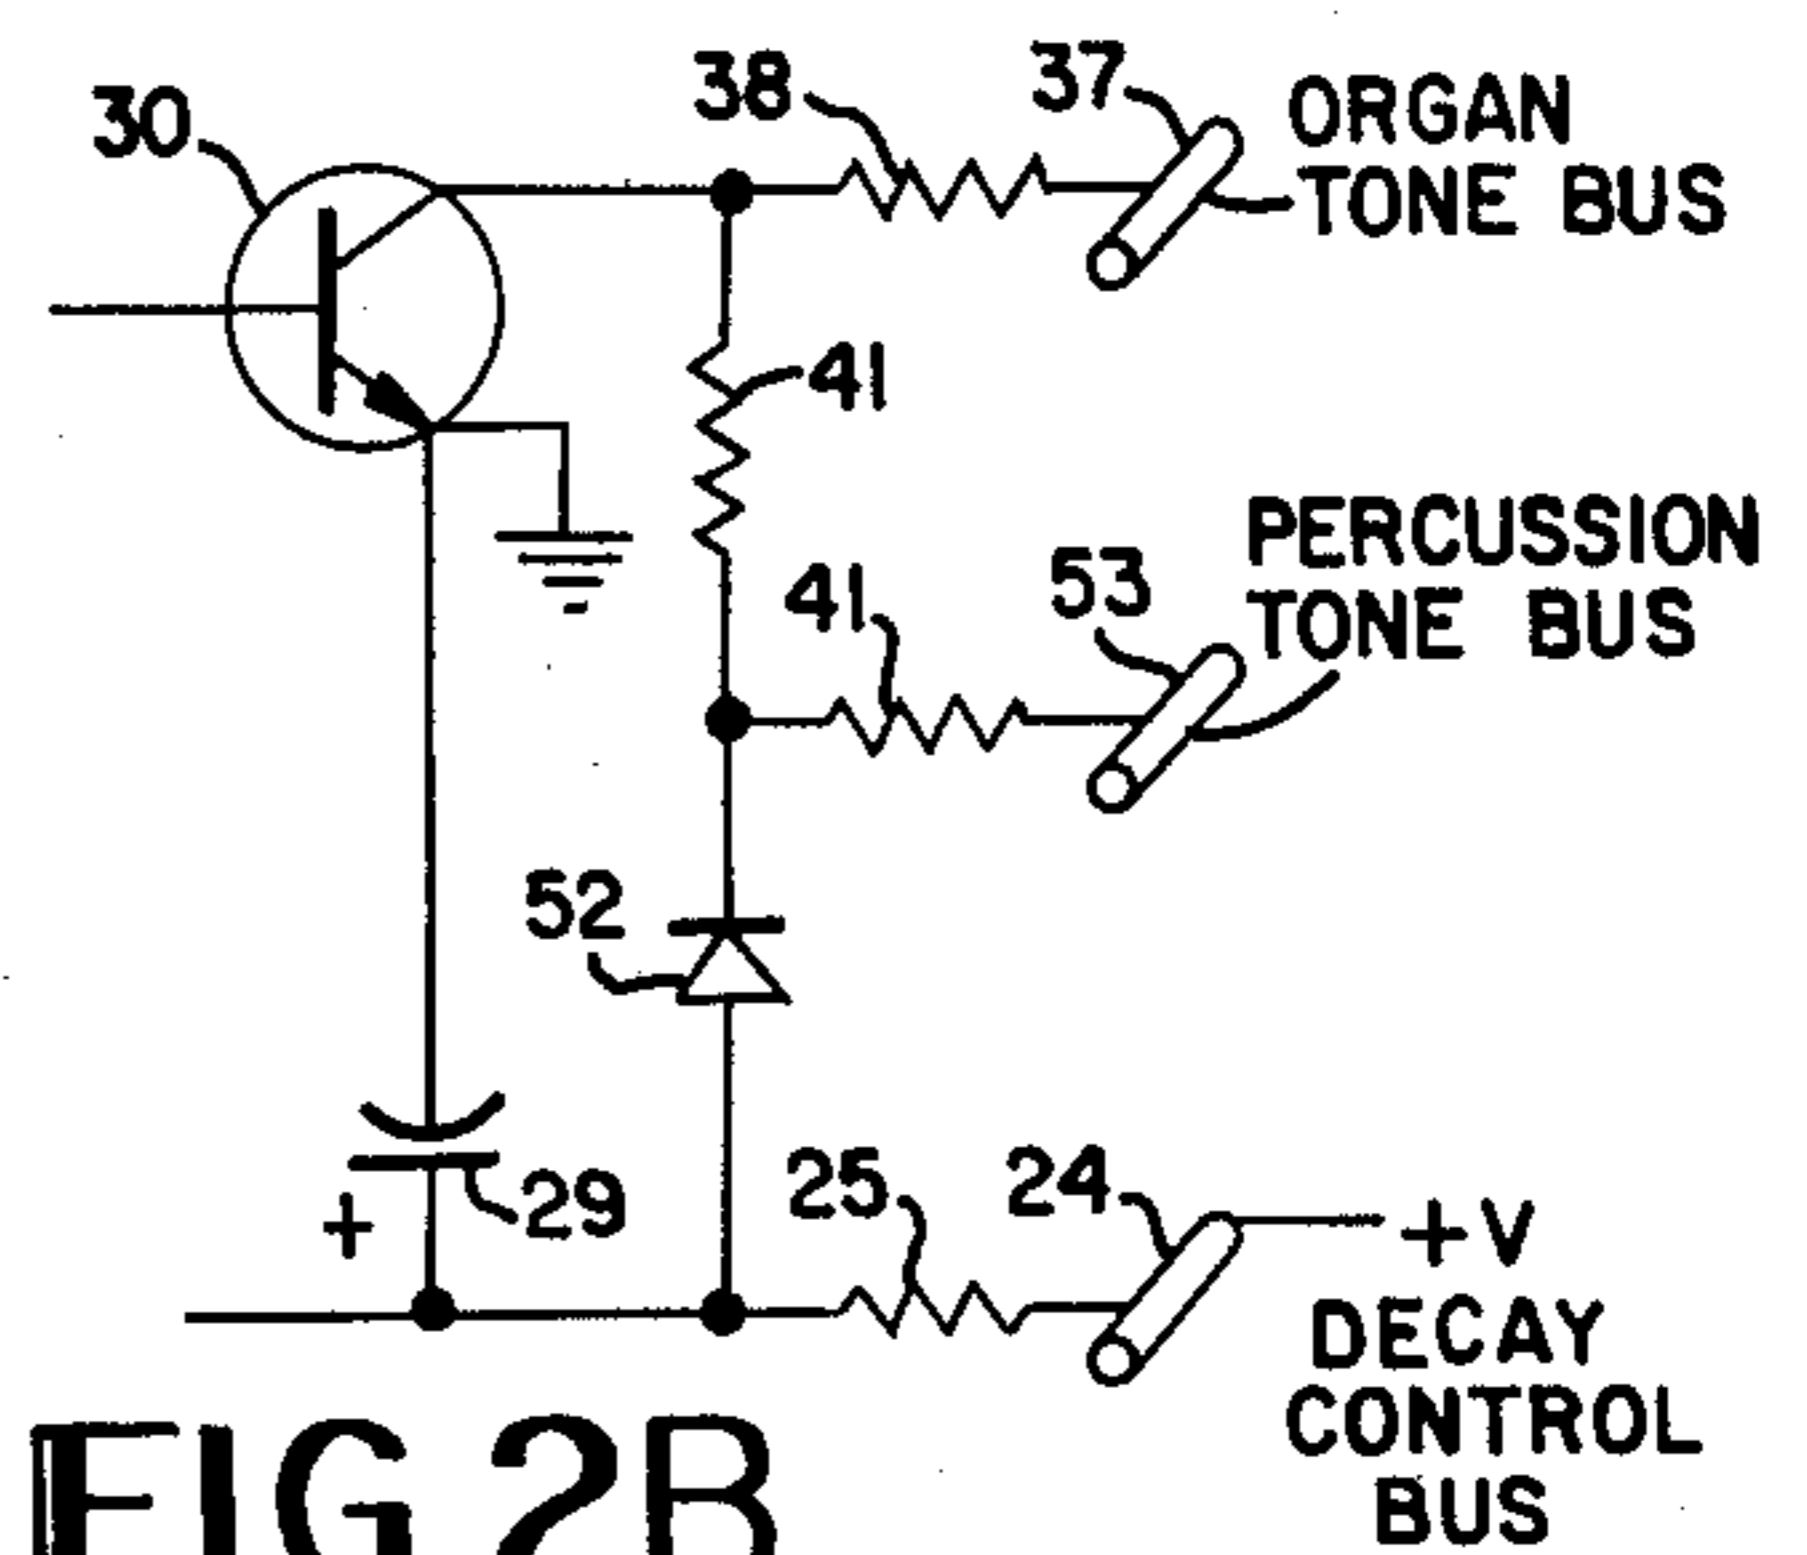 30
38
37
ORGAN
TONE BUS
41
41
53
PERCUSSION
TONE BUS
52
29
+
25
24
+V
DECAY
CONTROL
BUS
FIG 2B